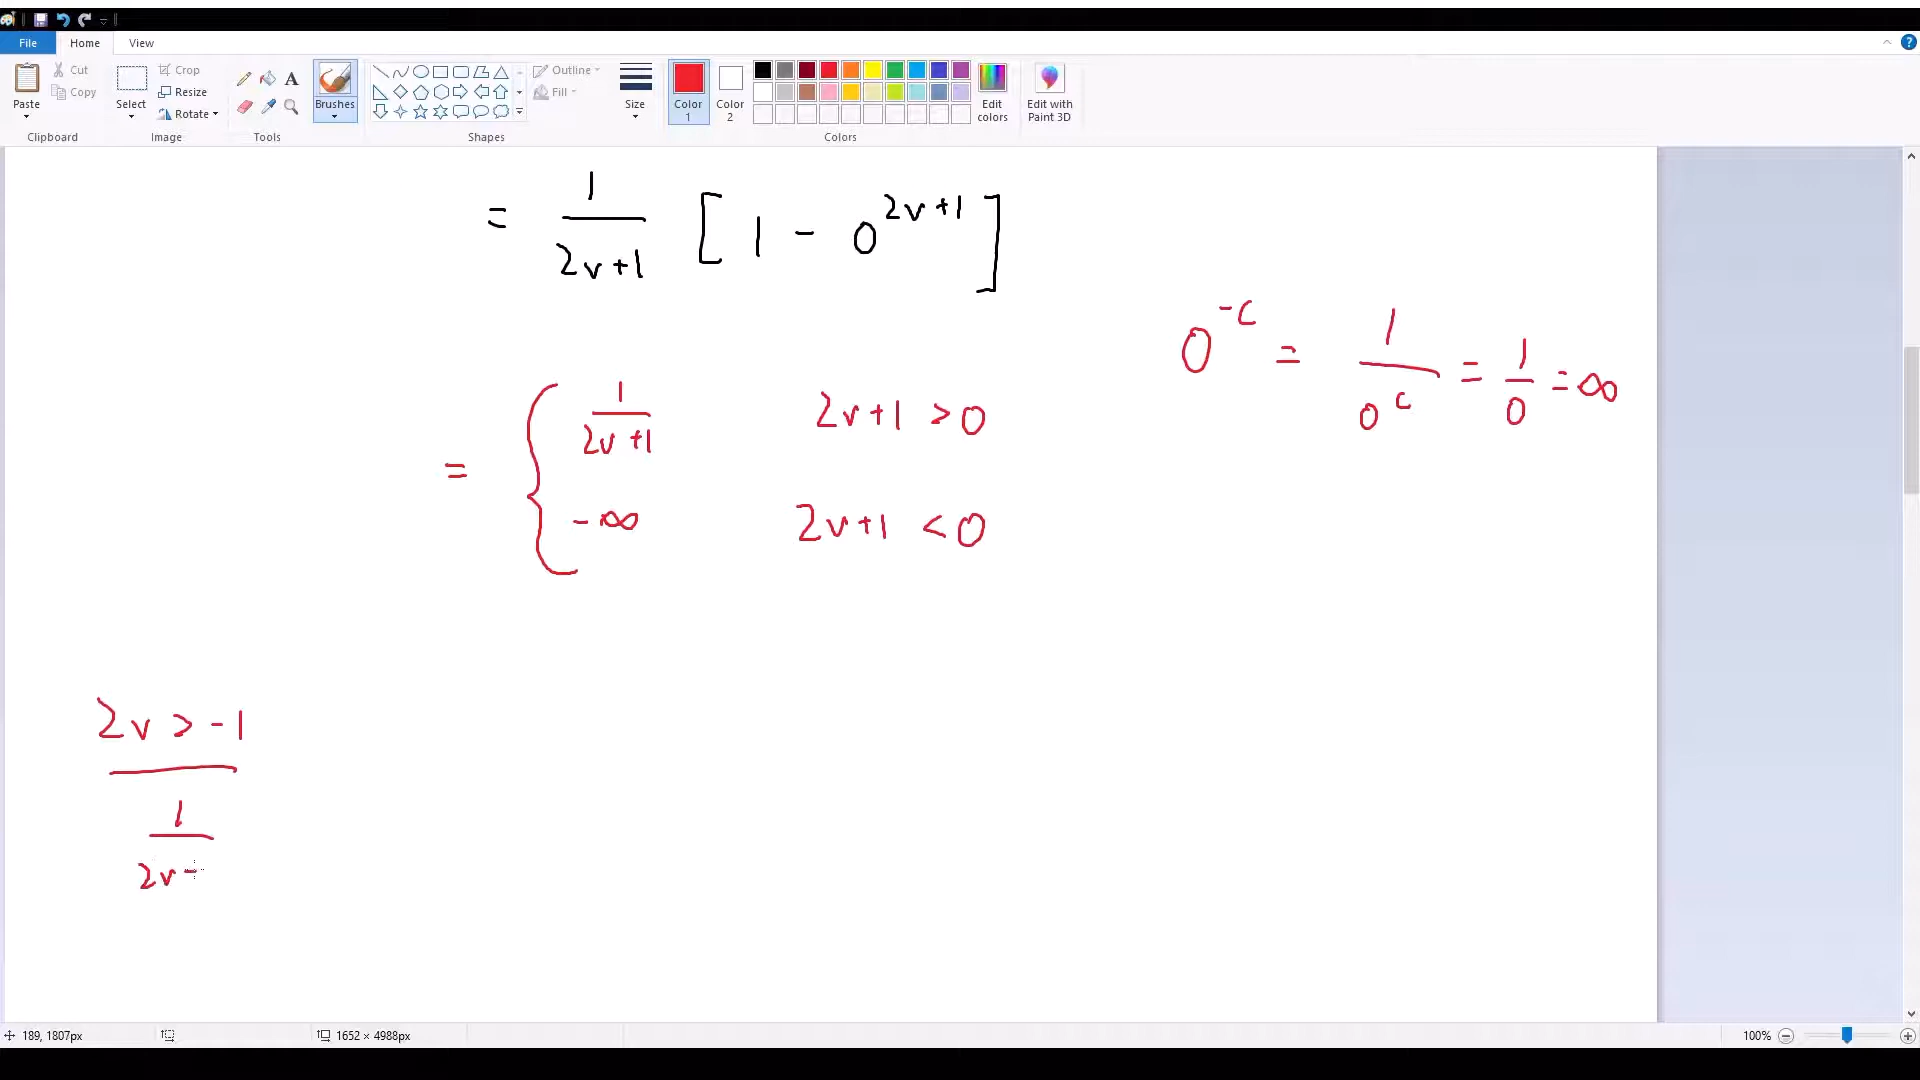 File Home View
Paste Cut Copy Clipboard
Select Crop Resize Rotate Image
A Tools
Brushes
Shapes Outline Fill
Size
Color 1 Color 2 Edit colors Edit with Paint 3D Colors
= 1/(2v+1) [1 - 0^(2v+1)]
0^(-c) = 1/0^c = 1/0 = ∞
= { 1/(2v+1) 2v+1 > 0
-∞ 2v+1 < 0
2v > -1
1/(2v-
189, 1807px 1652 × 4988px 100%